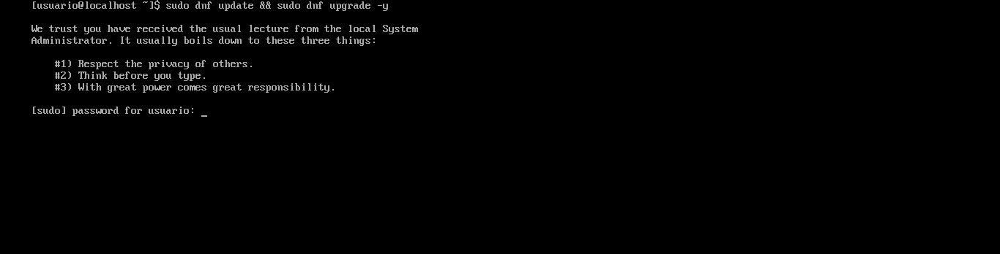 [usuario@localhost ~]$ sudo dnf update && sudo dnf upgrade -y
We trust you have received the usual lecture from the local System
Administrator. It usually boils down to these three things:
#1) Respect the privacy of others.
#2) Think before you type.
#3) With great power comes great responsibility.
[sudo] password for usuario: _